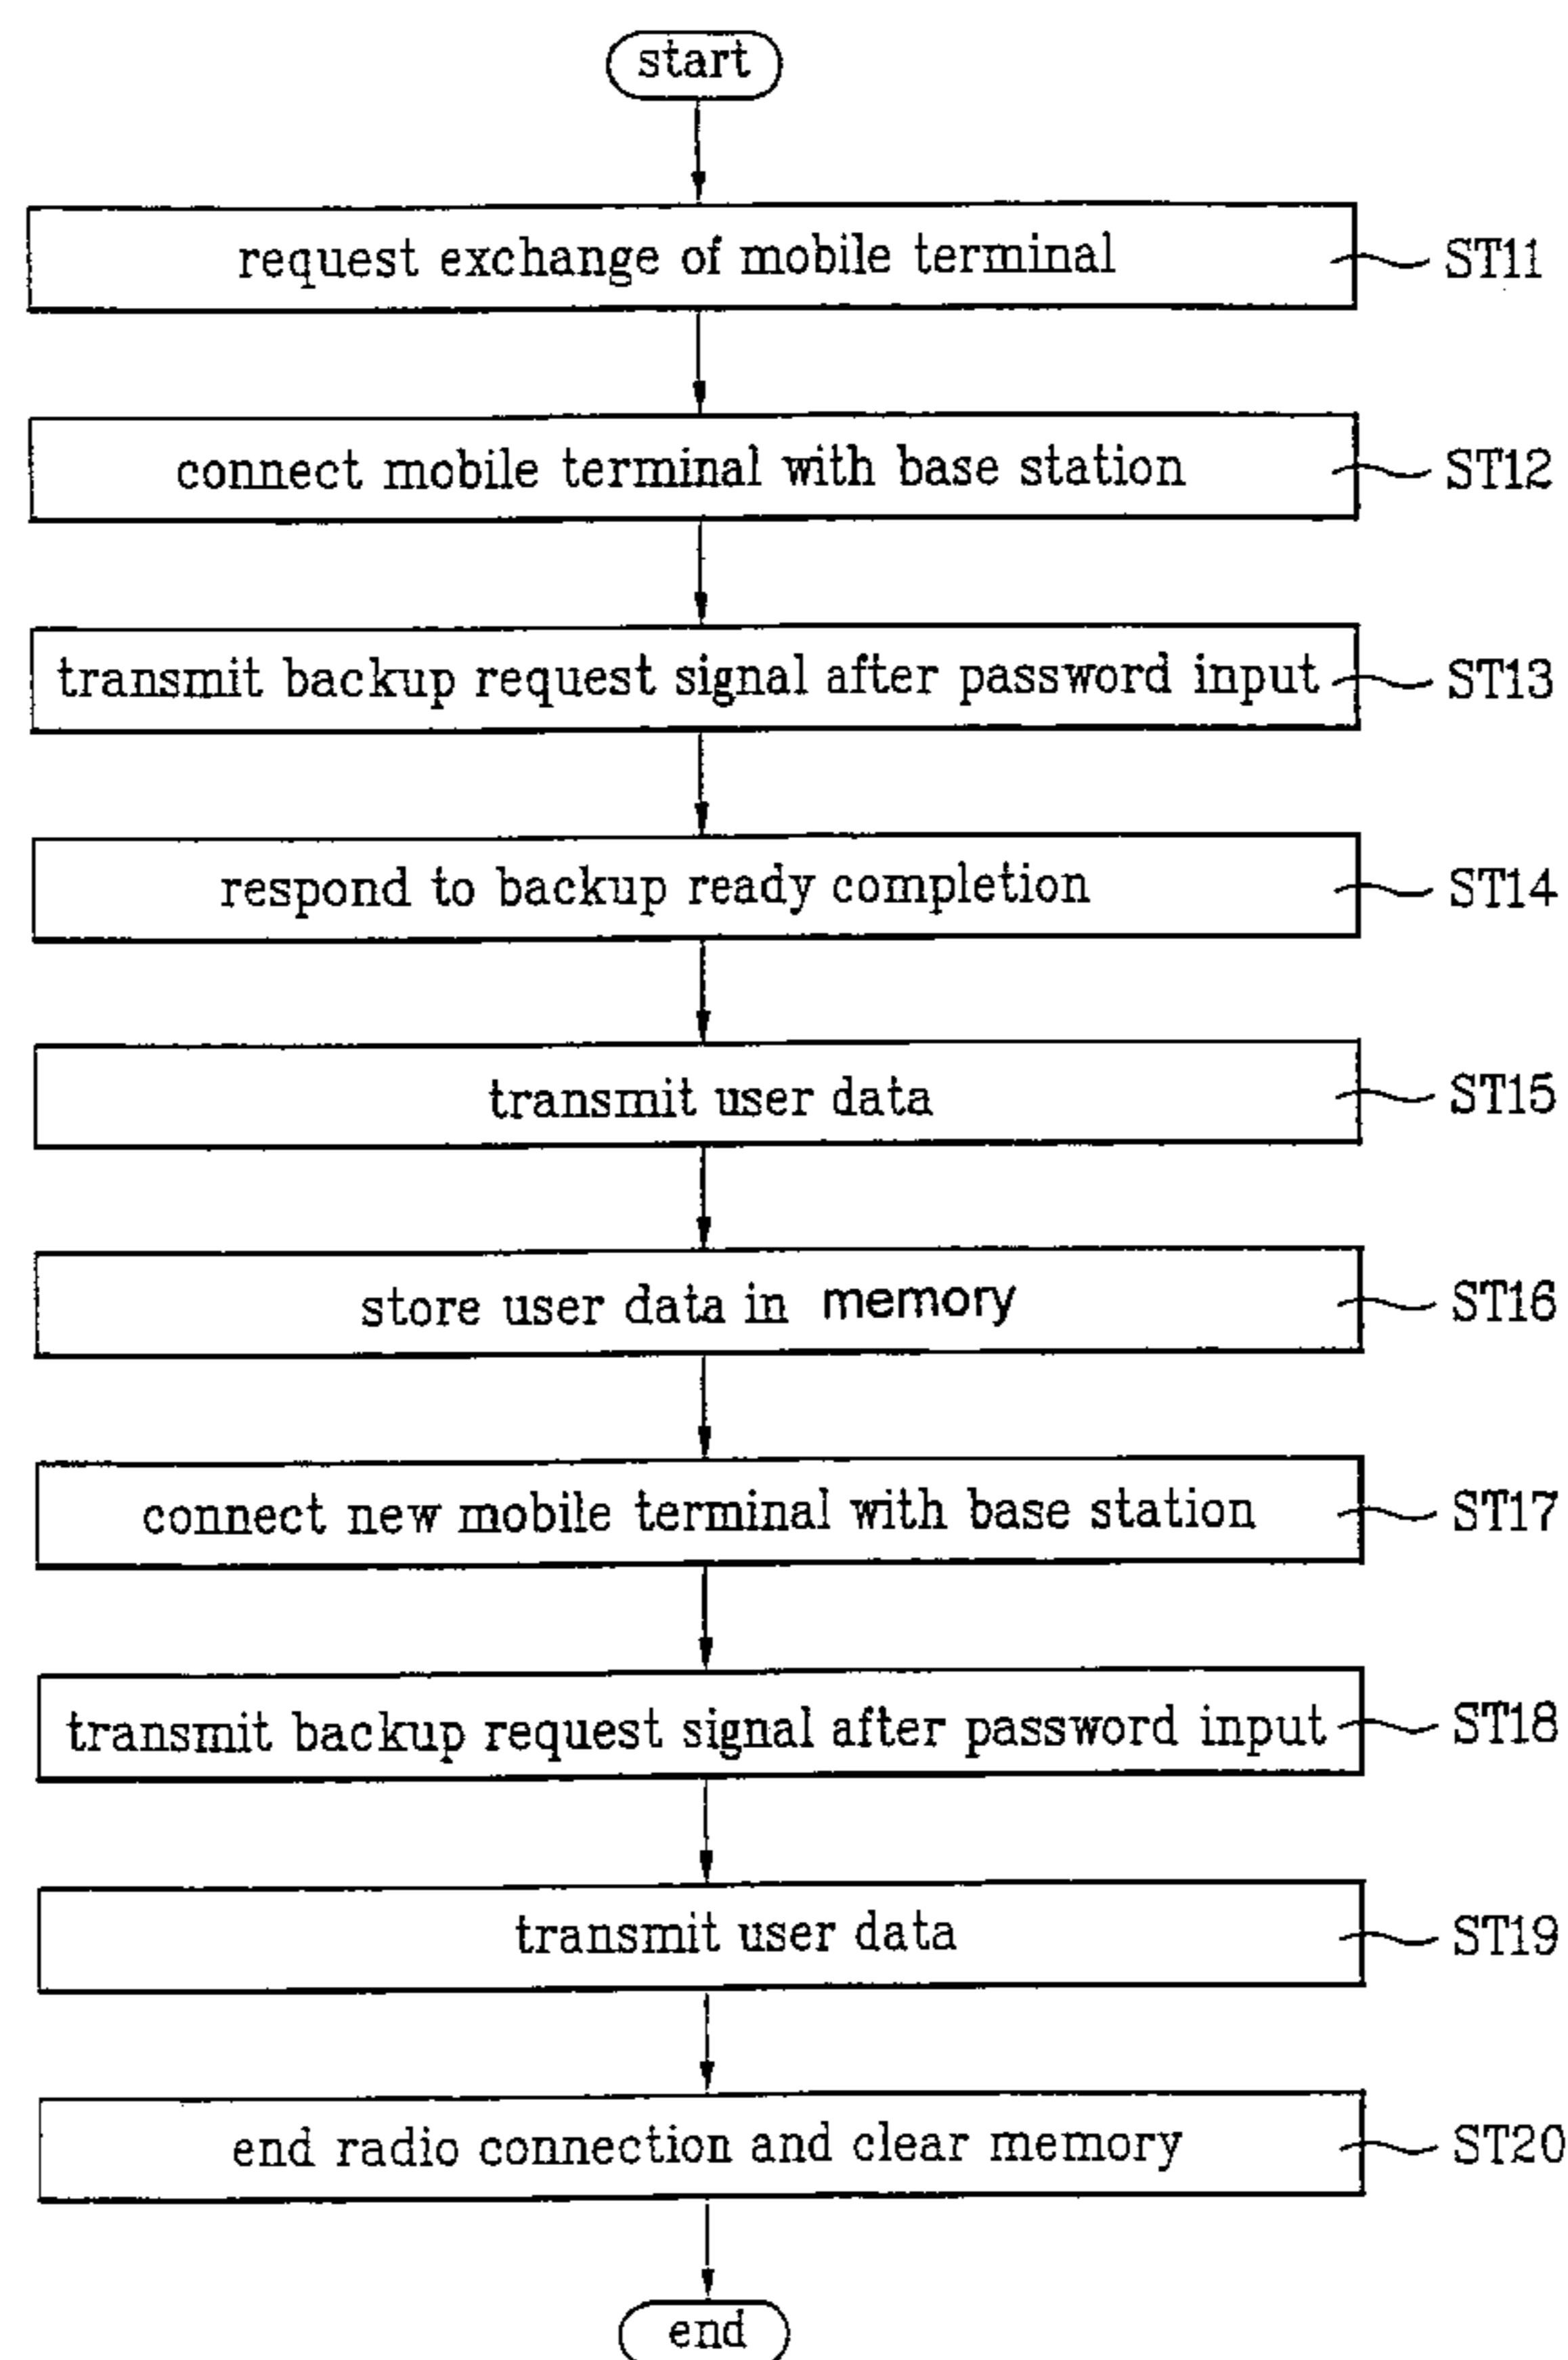 start
request exchange of mobile terminal
ST11
connect mobile terminal with base station
ST12
transmit backup request signal after password input
ST13
respond to backup ready completion
ST14
transmit user data
ST15
store user data in memory
ST16
connect new mobile terminal with base station
ST17
transmit backup request signal after password input
ST18
transmit user data
ST19
end radio connection and clear memory
ST20
end